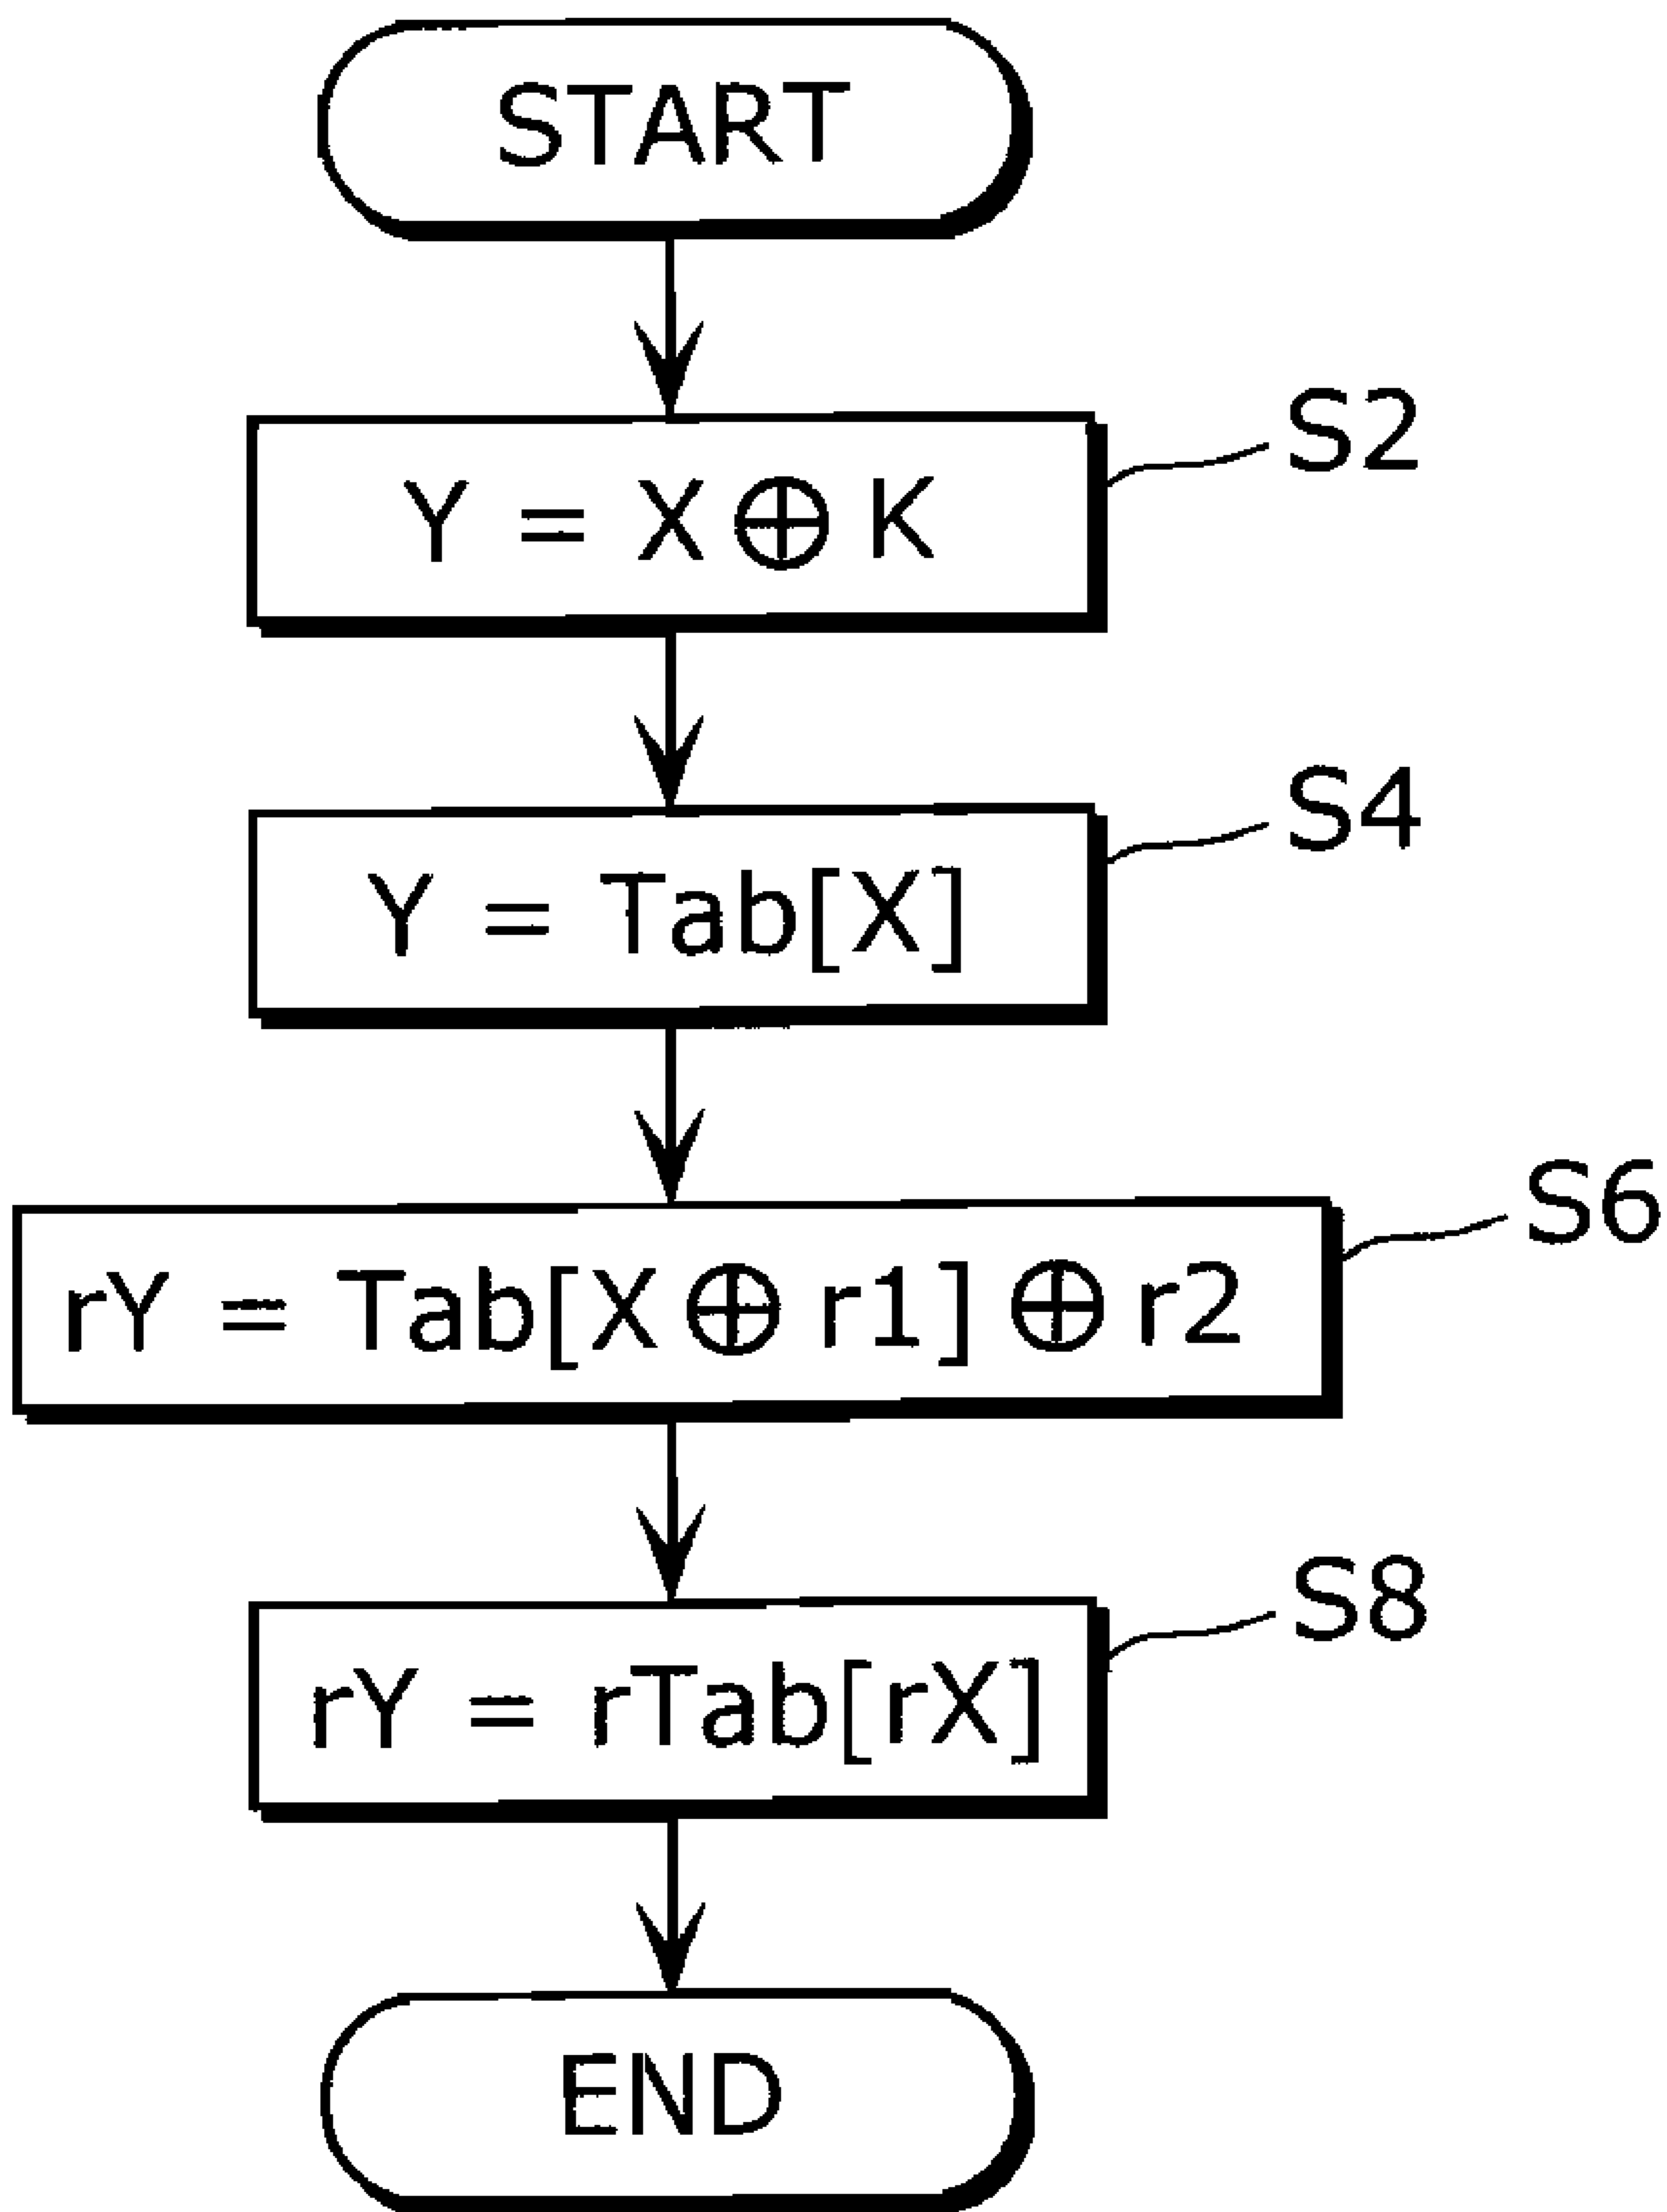 START
S2
Y = X ⊕ K
S4
Y = Tab[X]
S6
rY = Tab[X ⊕ r1] ⊕ r2
S8
rY = rTab[rX]
END